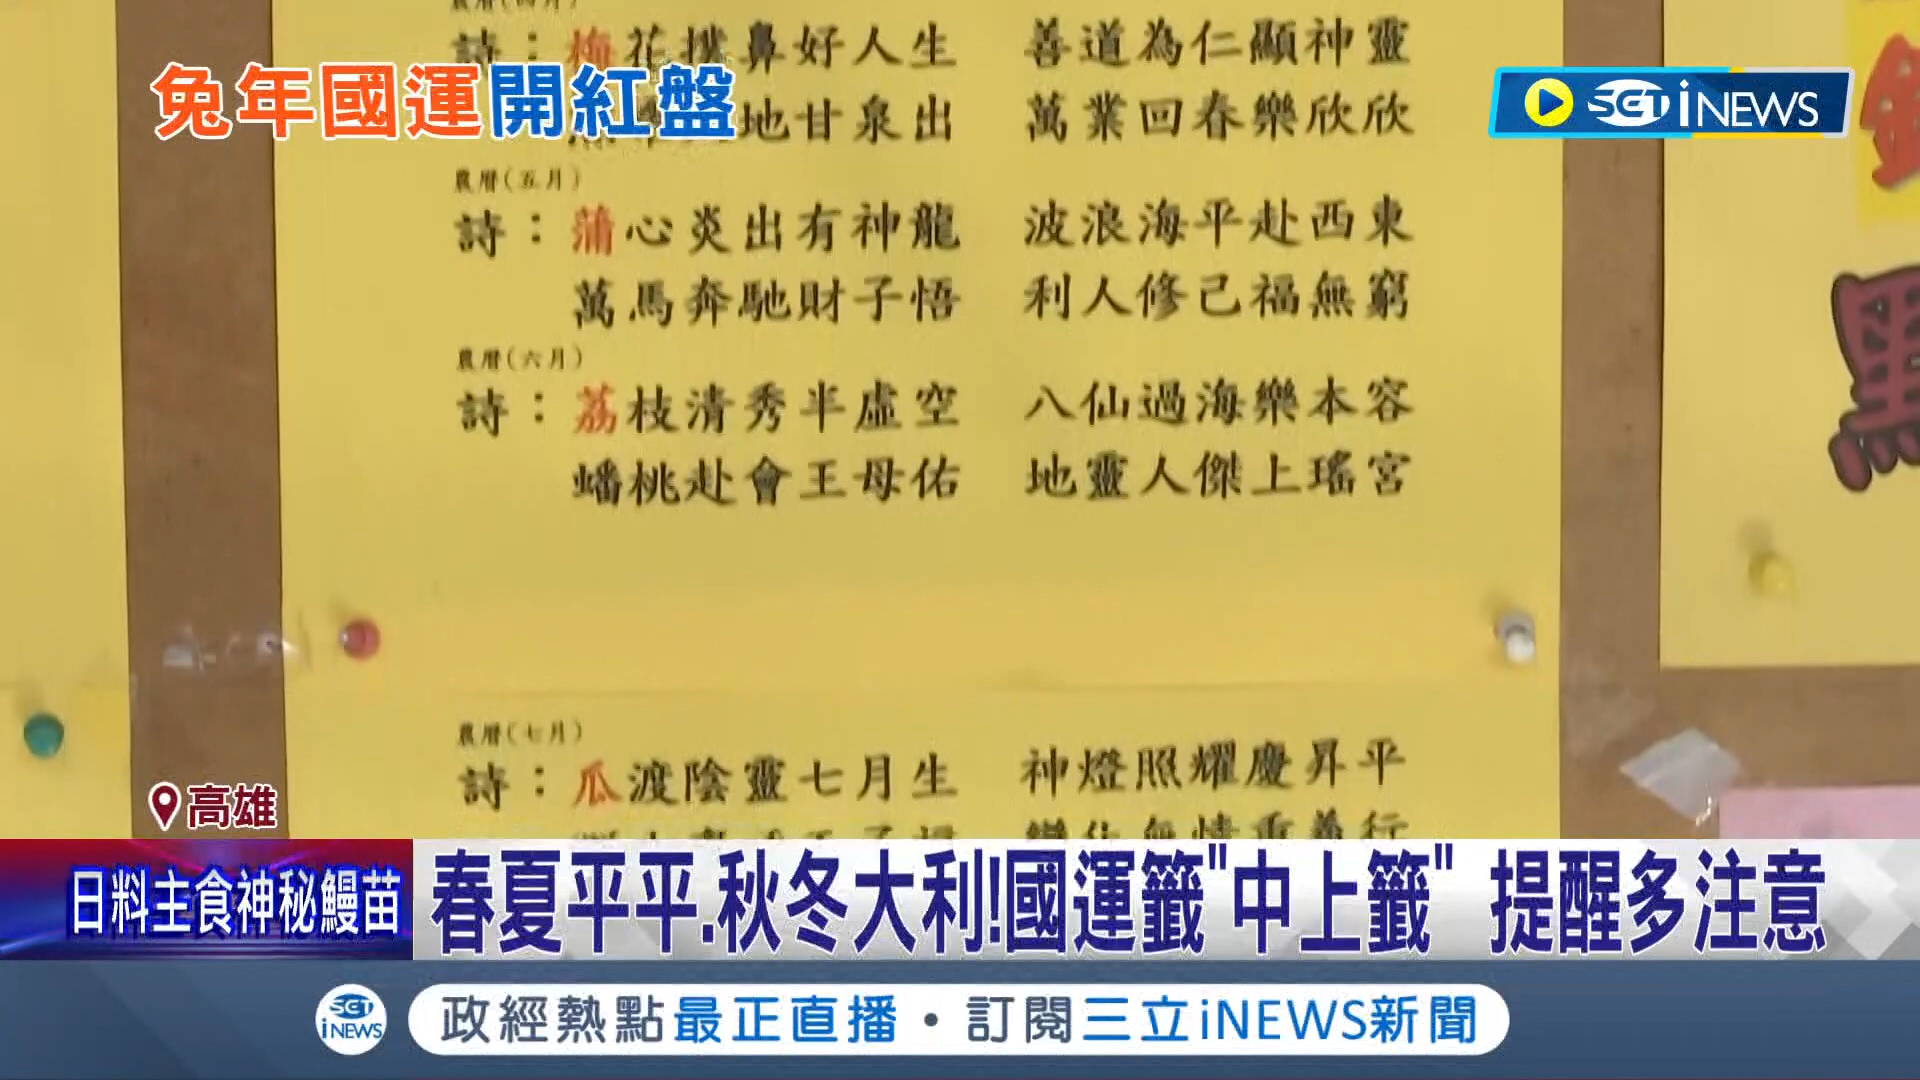 農曆(四月)
詩：梅花撲鼻好人生 善道為仁顯神靈
地甘泉出 萬業回春樂欣欣
兔年國運開紅盤
SETiNEWS
農曆(五月)
詩：蒲心炎出有神龍 波浪海平赴西東
萬馬奔馳財子悟 利人修己福無窮
農曆(六月)
詩：荔枝清秀半虛空 八仙過海樂本容
蟠桃赴會王母佑 地靈人傑上瑤宮
黑
農曆(七月)
詩：瓜渡陰靈七月生 神燈照耀慶昇平
高雄
日料主食神秘鰻苗
春夏平平.秋冬大利!國運籤"中上籤" 提醒多注意
SET iNEWS
政經熱點最正直播·訂閱三立iNEWS新聞